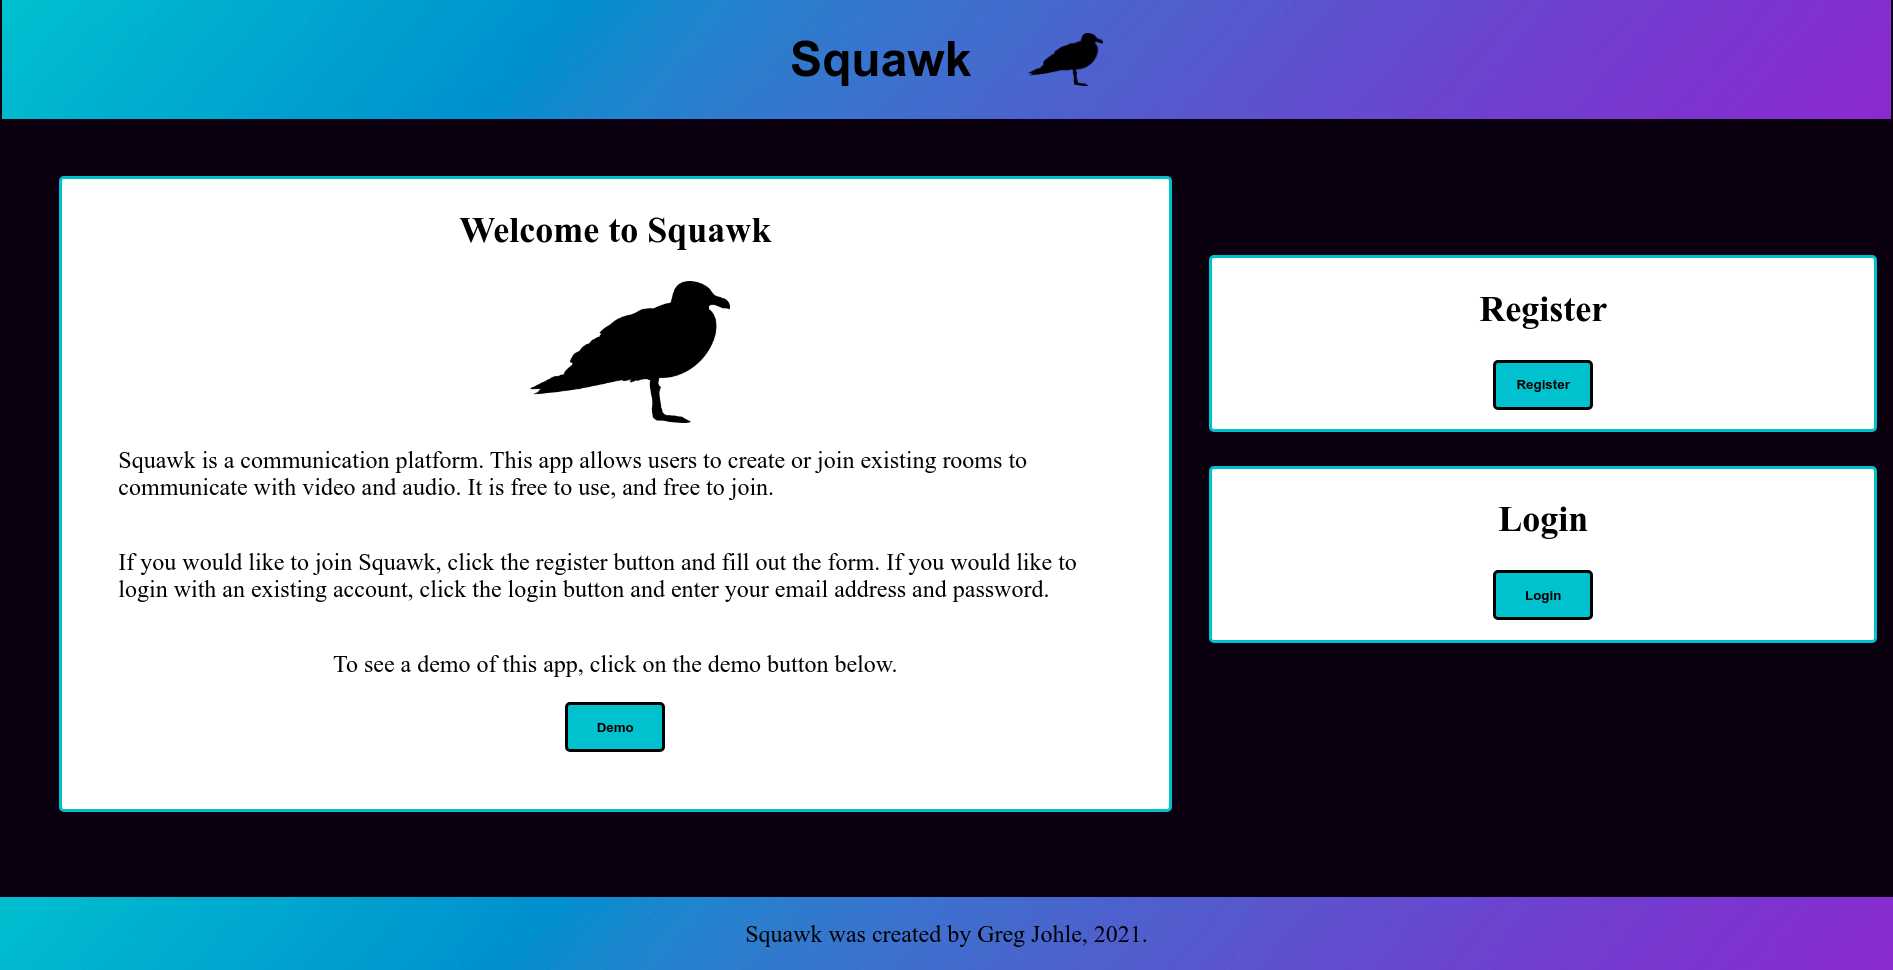 Squawk
Welcome to Squawk
Squawk is a communication platform. This app allows users to create or join existing rooms to
communicate with video and audio. It is free to use, and free to join.
If you would like to join Squawk, click the register button and fill out the form. If you would like to
login with an existing account, click the login button and enter your email address and password.
To see a demo of this app, click on the demo button below.
Demo
Register
Register
Login
Login
Squawk was created by Greg Johle, 2021.